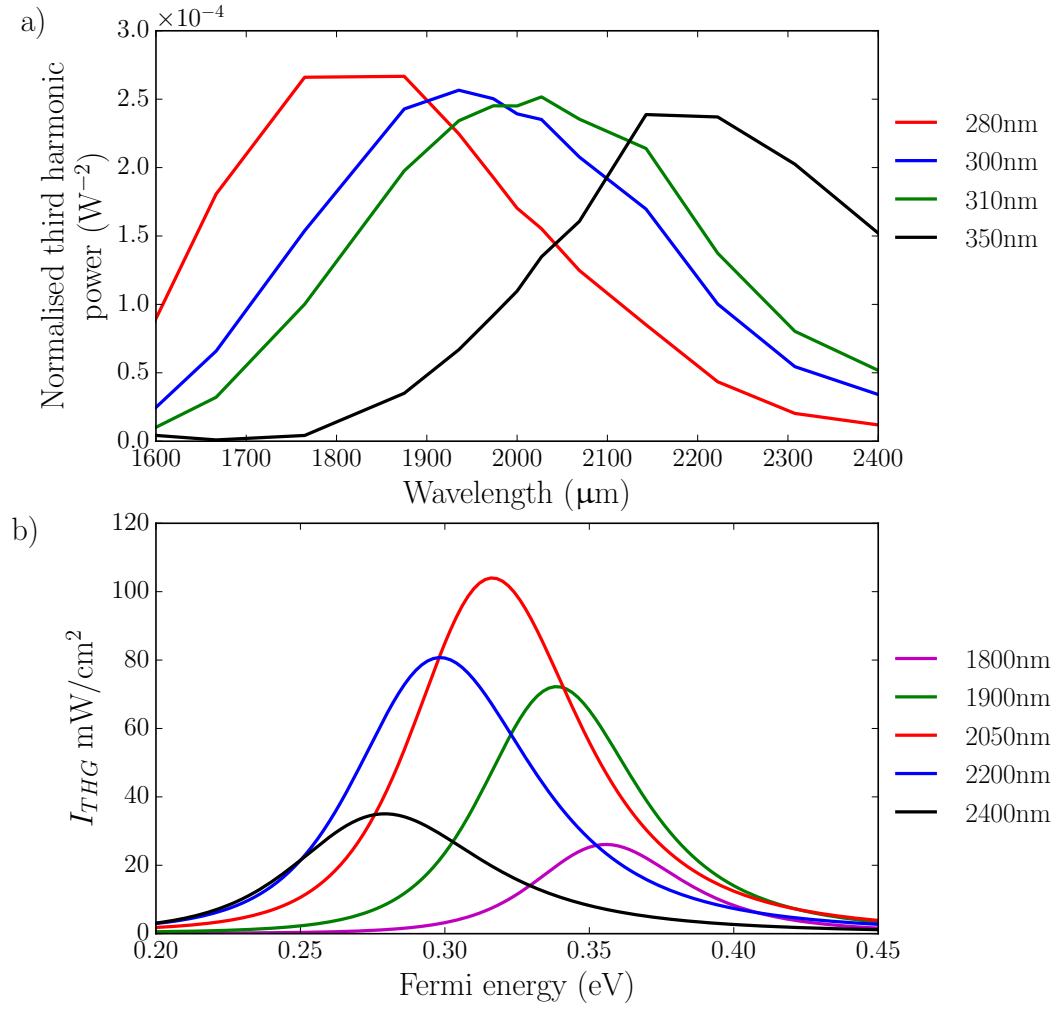 a)
×10⁻⁴
Normalised third harmonic
power (W⁻²)
3.0
2.5
2.0
1.5
1.0
0.5
0.0
1600 1700 1800 1900 2000 2100 2200 2300 2400
Wavelength (μm)
280nm
300nm
310nm
350nm
b)
I_THG mW/cm²
120
100
80
60
40
20
0
0.20 0.25 0.30 0.35 0.40 0.45
Fermi energy (eV)
1800nm
1900nm
2050nm
2200nm
2400nm